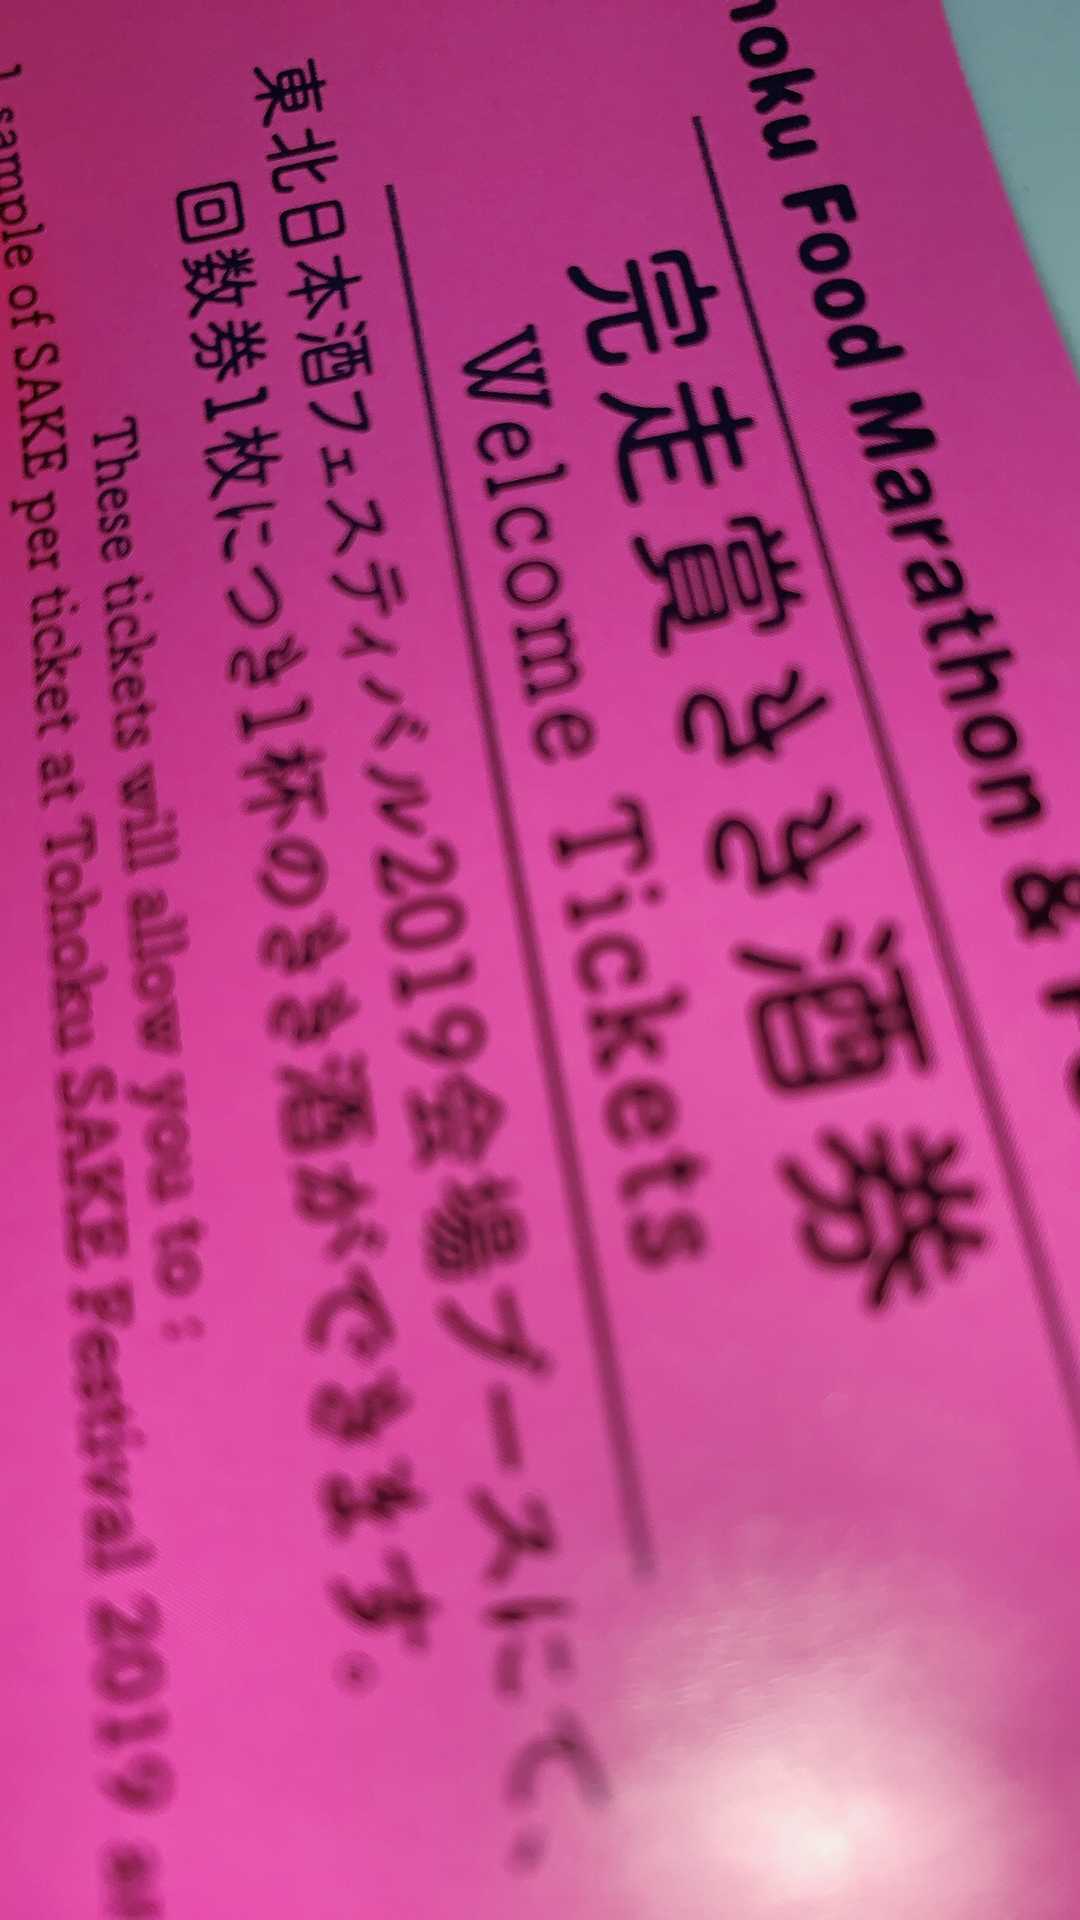 hoku Food Marathon &
完走賞きき酒券
Welcome Tickets
東北日本酒フェスティバル2019会場ブースにて、
回数券1枚につき1杯のきき酒ができます。
These tickets will allow you to :
1 sample of SAKE per ticket at Tohoku SAKE Festival 2019